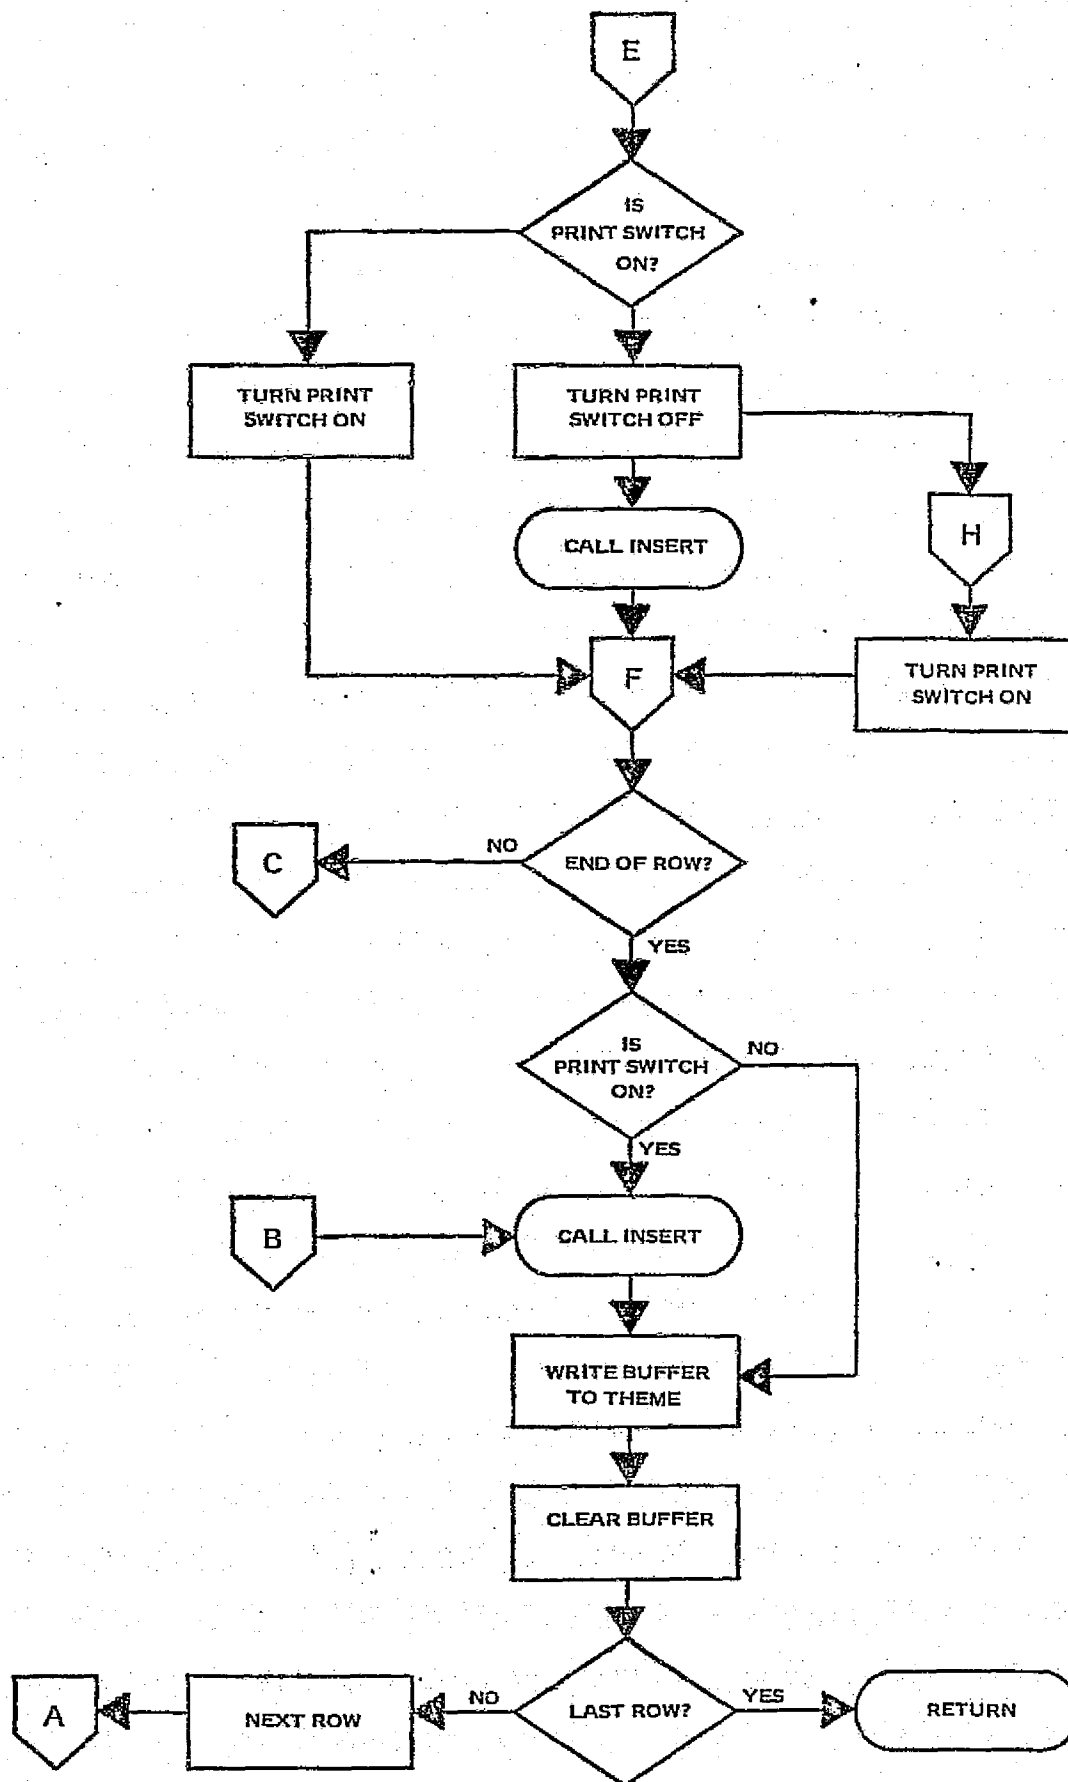 E
IS
PRINT SWITCH
ON?
TURN PRINT
SWITCH ON
TURN PRINT
SWITCH OFF
CALL INSERT
H
F
TURN PRINT
SWITCH ON
C
NO
END OF ROW?
YES
IS
PRINT SWITCH
ON?
NO
YES
B
CALL INSERT
WRITE BUFFER
TO THEME
CLEAR BUFFER
A
NEXT ROW
NO
LAST ROW?
YES
RETURN